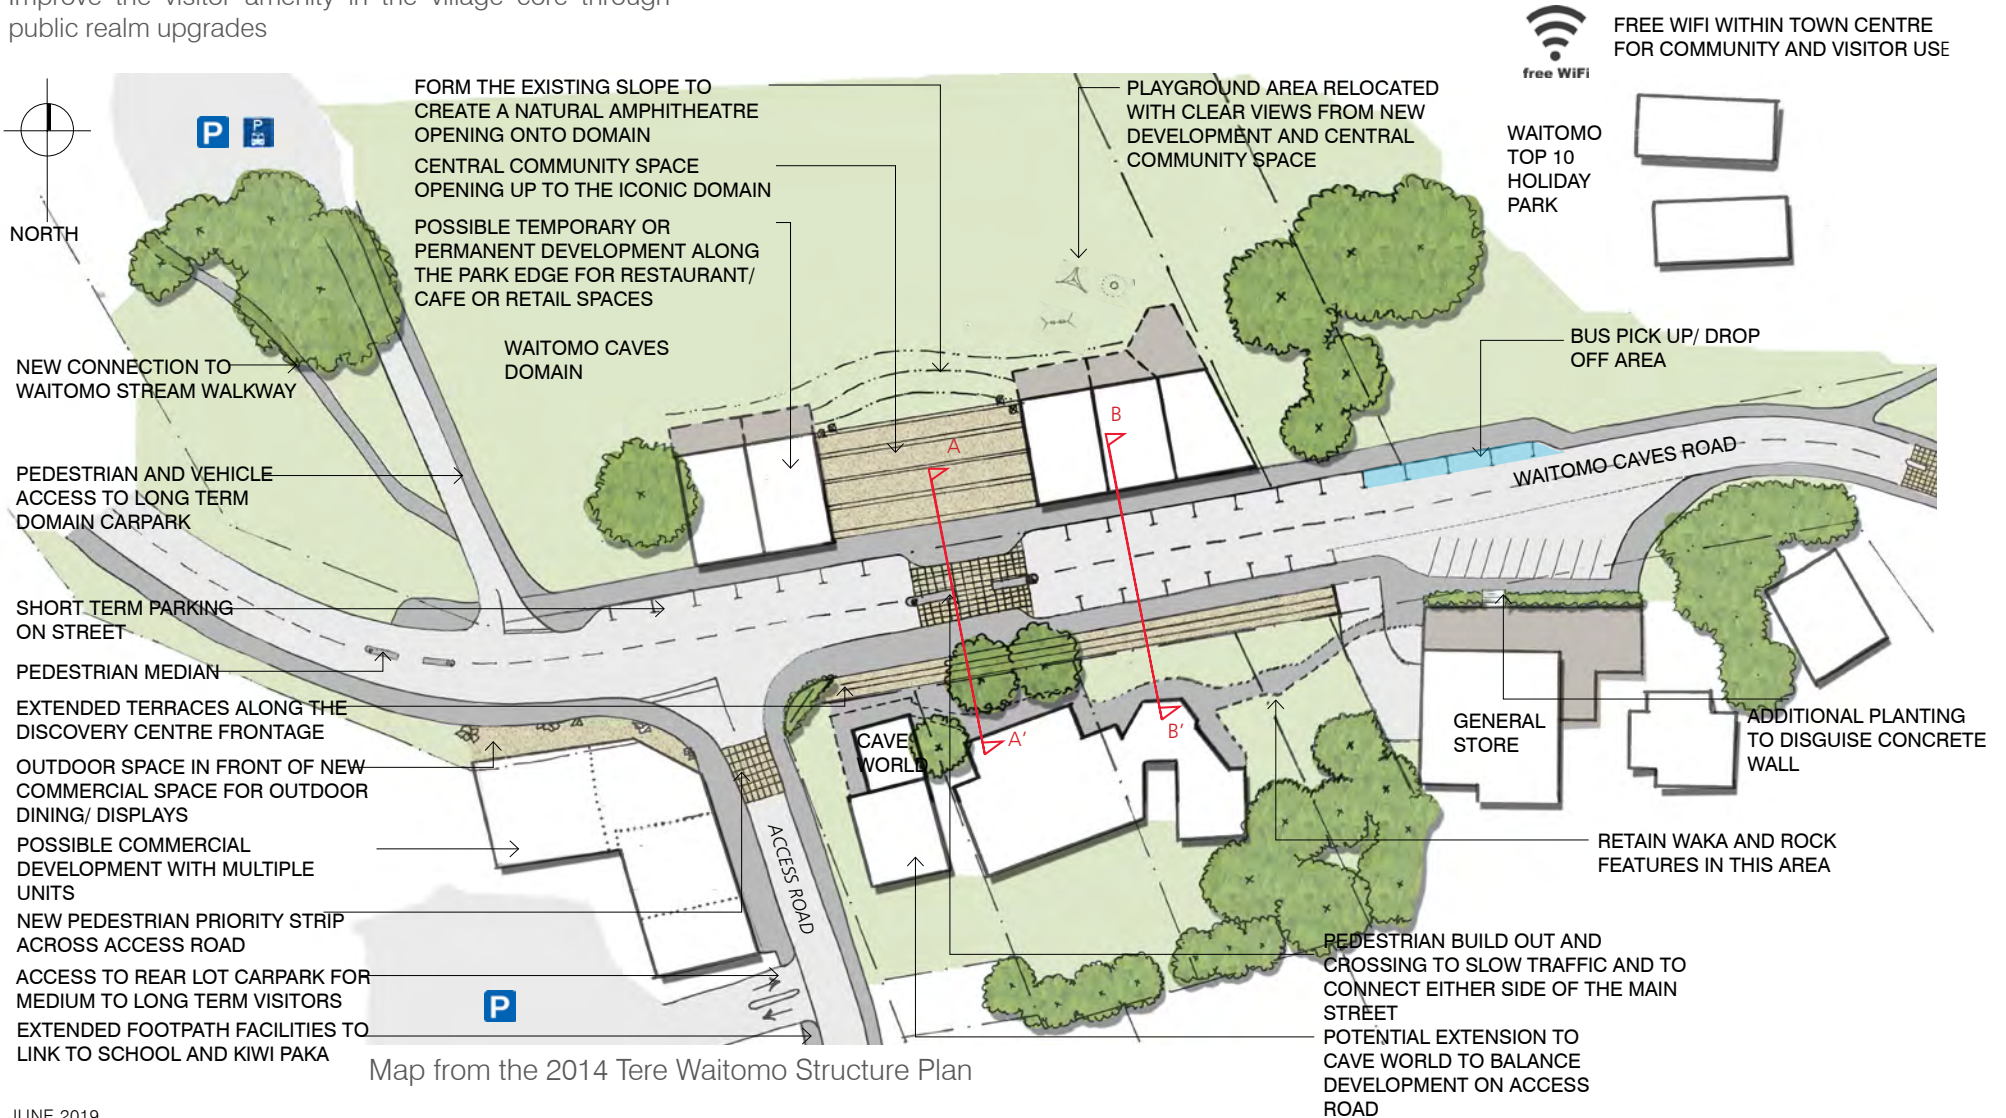 Improve the visitor amenity in the village core through
public realm upgrades
free WiFi
FREE WIFI WITHIN TOWN CENTRE
FOR COMMUNITY AND VISITOR USE
P
P
NORTH
FORM THE EXISTING SLOPE TO
CREATE A NATURAL AMPHITHEATRE
OPENING ONTO DOMAIN
CENTRAL COMMUNITY SPACE
OPENING UP TO THE ICONIC DOMAIN
POSSIBLE TEMPORARY OR
PERMANENT DEVELOPMENT ALONG
THE PARK EDGE FOR RESTAURANT/
CAFE OR RETAIL SPACES
WAITOMO CAVES
DOMAIN
PLAYGROUND AREA RELOCATED
WITH CLEAR VIEWS FROM NEW
DEVELOPMENT AND CENTRAL
COMMUNITY SPACE
WAITOMO
TOP 10
HOLIDAY
PARK
BUS PICK UP/ DROP
OFF AREA
WAITOMO CAVES ROAD
NEW CONNECTION TO
WAITOMO STREAM WALKWAY
PEDESTRIAN AND VEHICLE
ACCESS TO LONG TERM
DOMAIN CARPARK
SHORT TERM PARKING
ON STREET
PEDESTRIAN MEDIAN
EXTENDED TERRACES ALONG THE
DISCOVERY CENTRE FRONTAGE
OUTDOOR SPACE IN FRONT OF NEW
COMMERCIAL SPACE FOR OUTDOOR
DINING/ DISPLAYS
POSSIBLE COMMERCIAL
DEVELOPMENT WITH MULTIPLE
UNITS
NEW PEDESTRIAN PRIORITY STRIP
ACROSS ACCESS ROAD
ACCESS TO REAR LOT CARPARK FOR
MEDIUM TO LONG TERM VISITORS
EXTENDED FOOTPATH FACILITIES TO
LINK TO SCHOOL AND KIWI PAKA
A
B
A'
B'
CAVE
WORLD
ACCESS ROAD
P
GENERAL
STORE
ADDITIONAL PLANTING
TO DISGUISE CONCRETE
WALL
RETAIN WAKA AND ROCK
FEATURES IN THIS AREA
PEDESTRIAN BUILD OUT AND
CROSSING TO SLOW TRAFFIC AND TO
CONNECT EITHER SIDE OF THE MAIN
STREET
POTENTIAL EXTENSION TO
CAVE WORLD TO BALANCE
DEVELOPMENT ON ACCESS
ROAD
Map from the 2014 Tere Waitomo Structure Plan
JUNE 2019